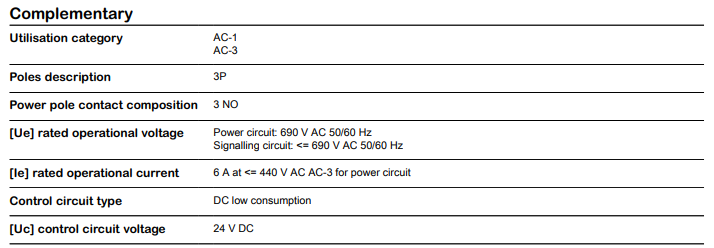 Complementary
Utilisation category AC-1
AC-3
Poles description 3P
Power pole contact composition 3 NO
[Ue] rated operational voltage Power circuit: 690 V AC 50/60 Hz
Signalling circuit: <= 690 V AC 50/60 Hz
[Ie] rated operational current 6 A at <= 440 V AC AC-3 for power circuit
Control circuit type DC low consumption
[Uc] control circuit voltage 24 V DC